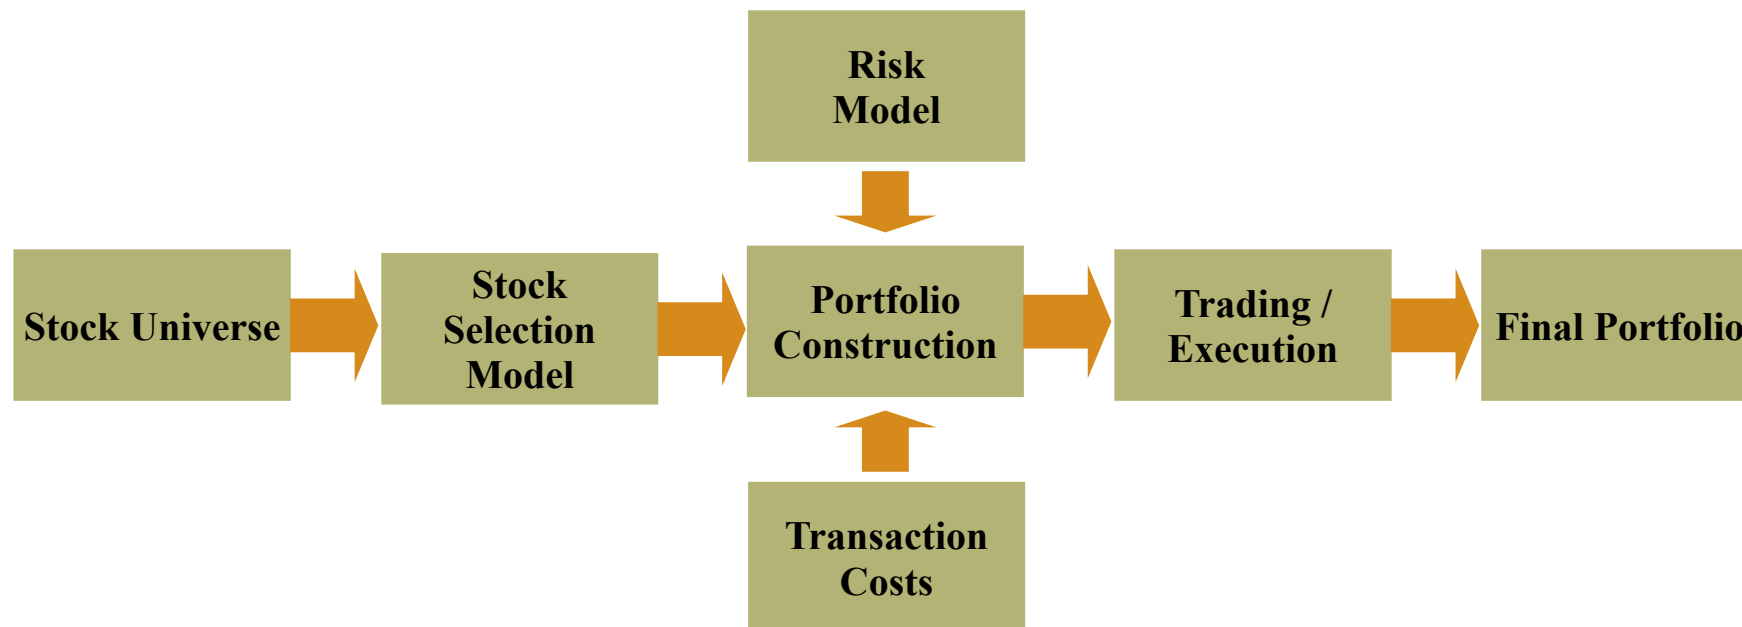 Risk
Model
Stock Universe
Stock
Selection
Model
Portfolio
Construction
Trading /
Execution
Final Portfolio
Transaction
Costs